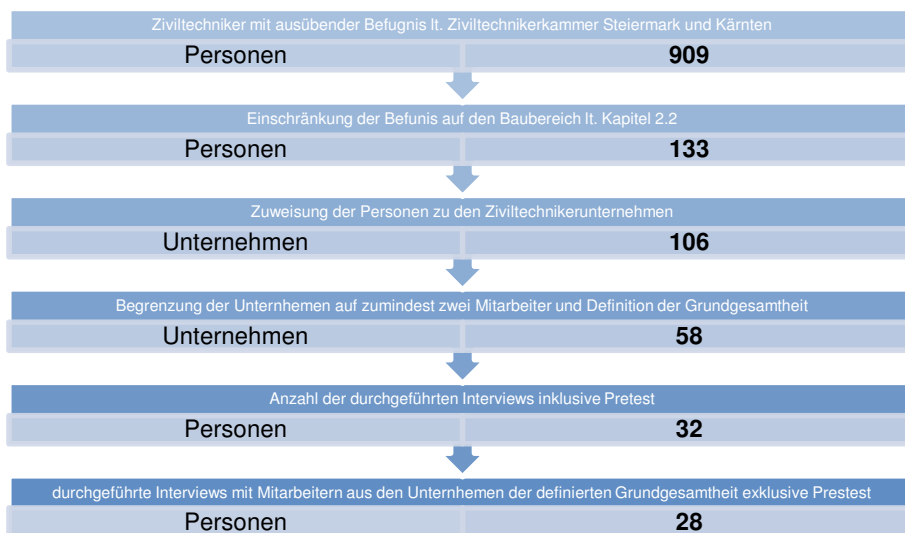 Ziviltechniker mit ausübender Befugnis lt. Ziviltechnikerkammer Steiermark und Kärnten
Personen 909
Einschränkung der Befunis auf den Baubereich lt. Kapitel 2.2
Personen 133
Zuweisung der Personen zu den Ziviltechnikerunternehmen
Unternehmen 106
Begrenzung der Unternhemen auf zumindest zwei Mitarbeiter und Definition der Grundgesamtheit
Unternehmen 58
Anzahl der durchgeführten Interviews inklusive Pretest
Personen 32
durchgeführte Interviews mit Mitarbeitern aus den Unternhemen der definierten Grundgesamtheit exklusive Prestest
Personen 28